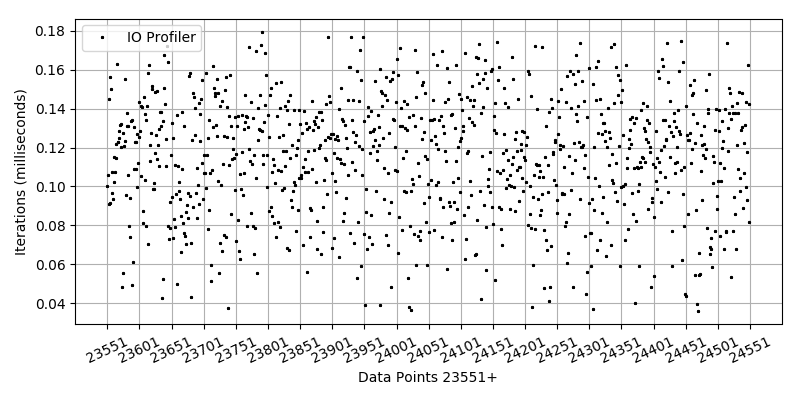 IO Profiler
Iterations (milliseconds)
0.18
0.16
0.14
0.12
0.10
0.08
0.06
0.04
23551 23601 23651 23701 23751 23801 23851 23901 23951 24001 24051 24101 24151 24201 24251 24301 24351 24401 24451 24501 24551
Data Points 23551+